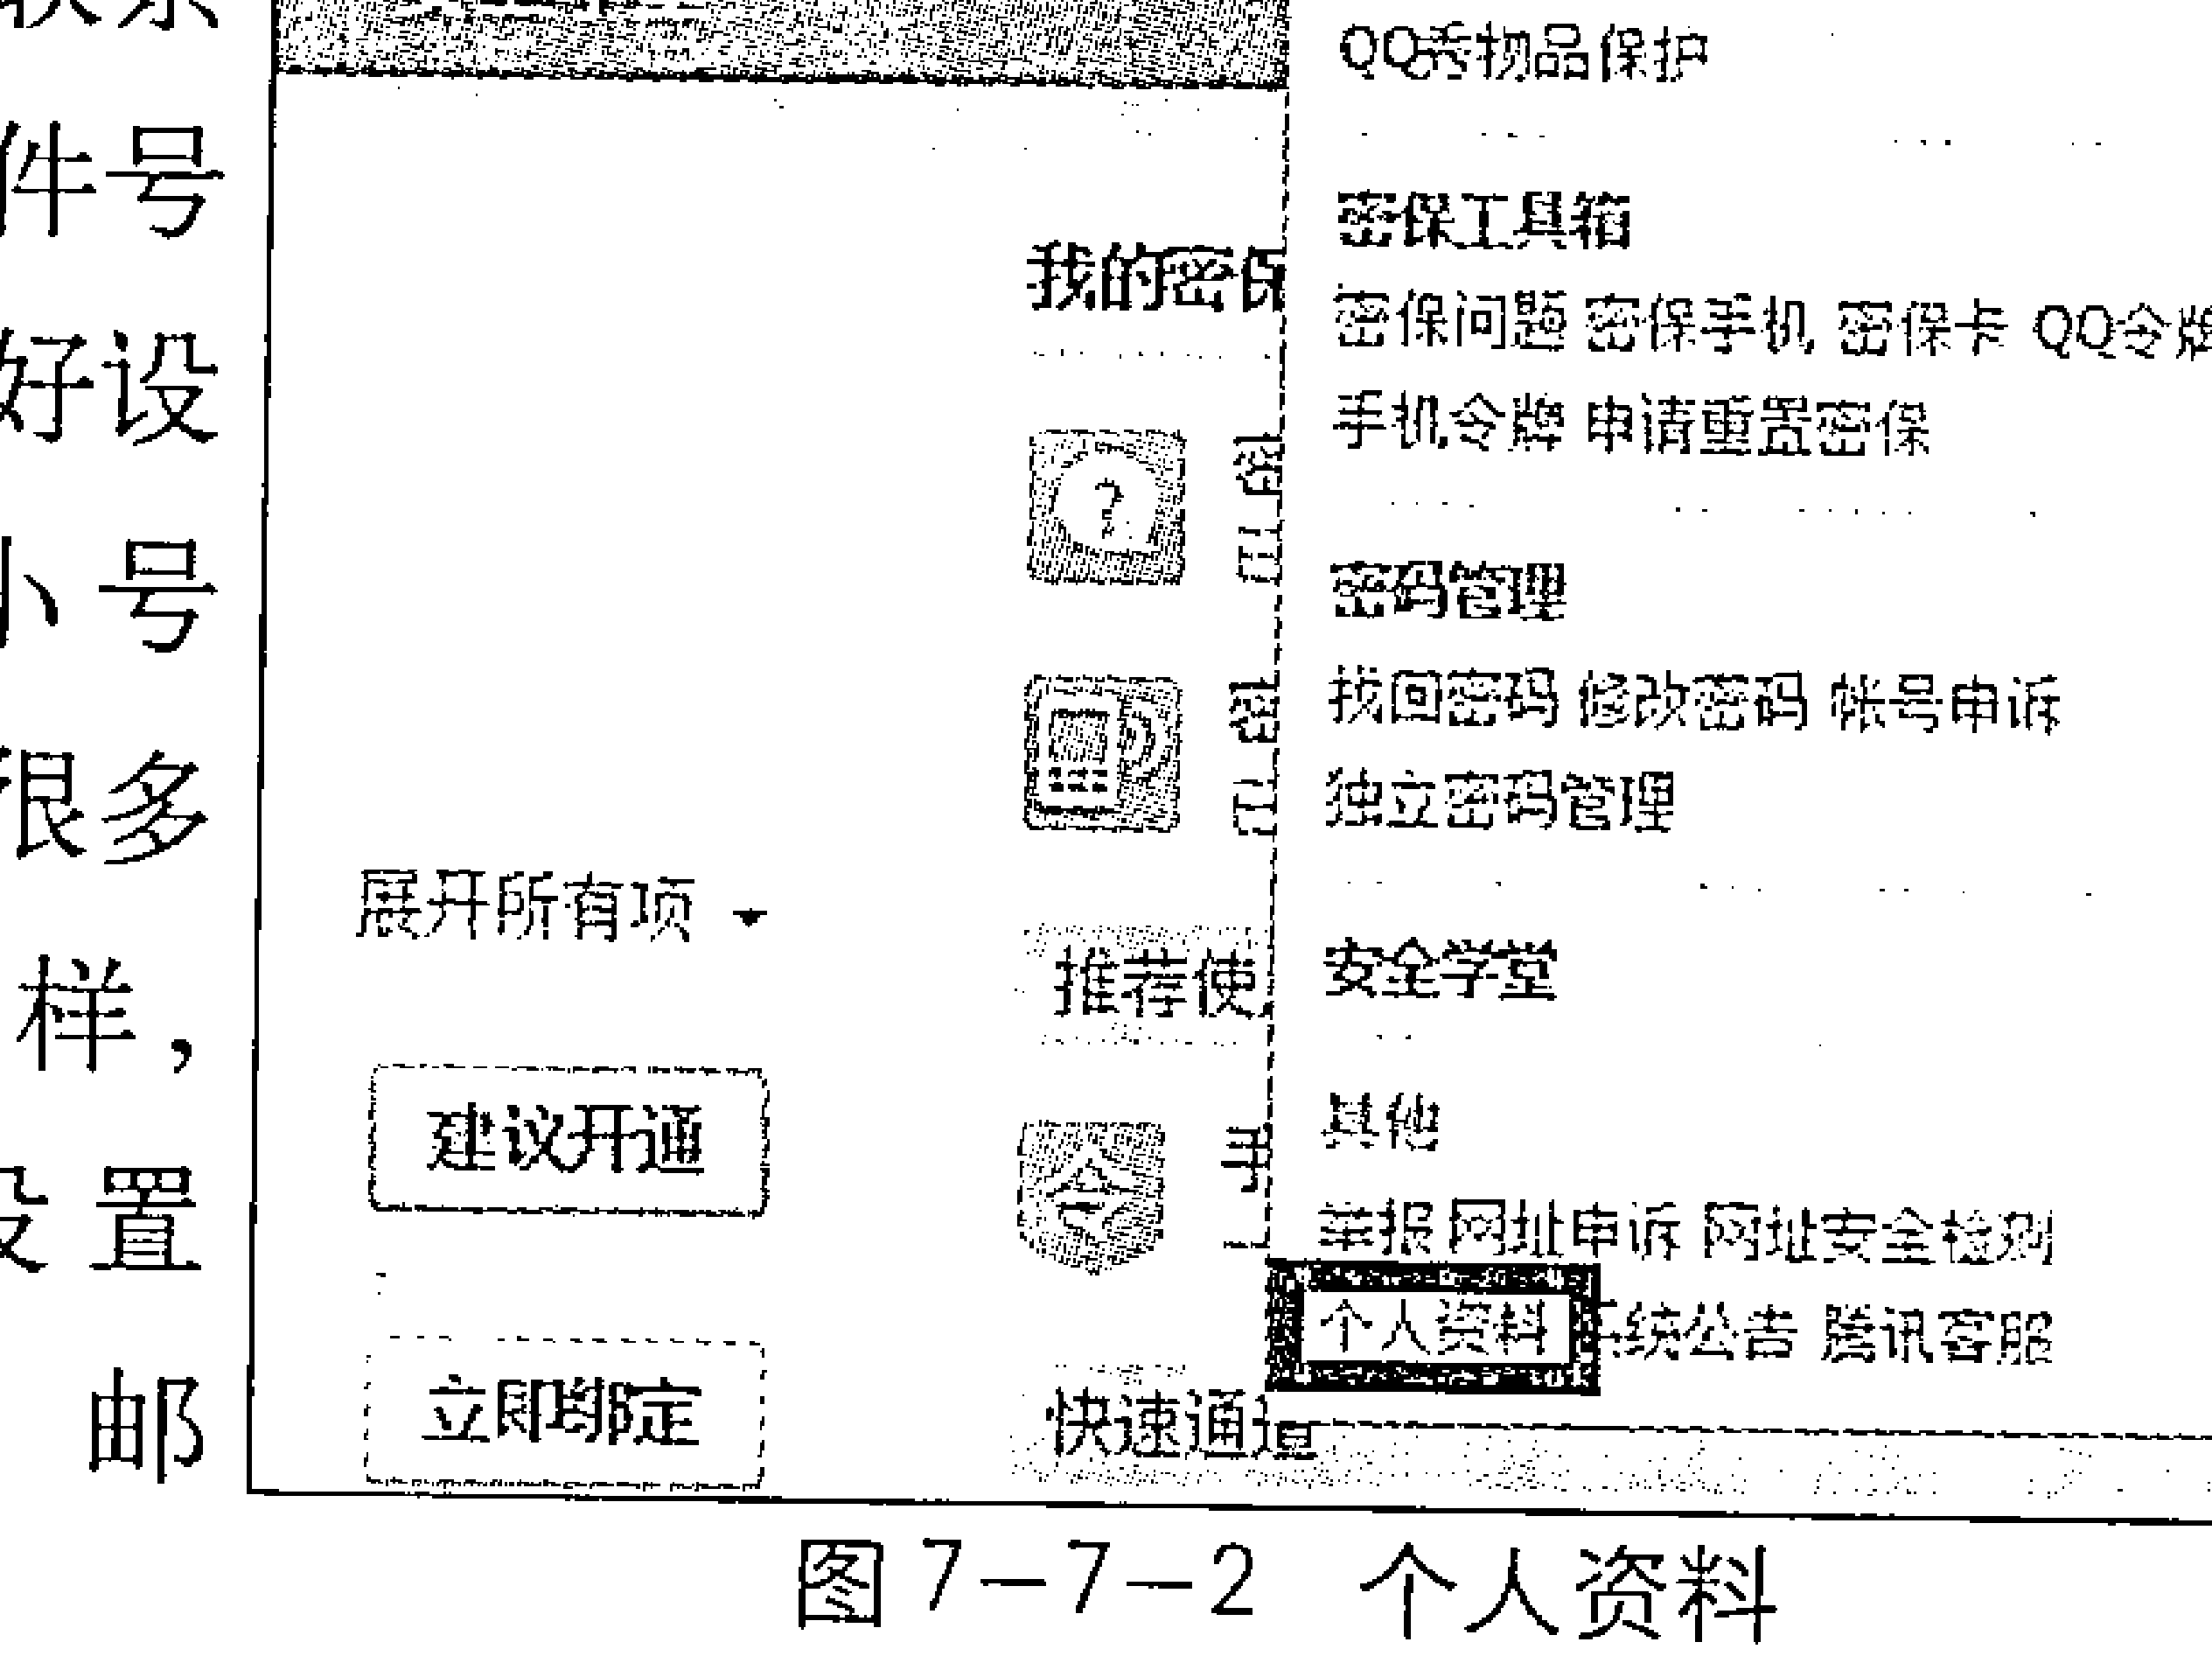 件号
好设
小号
很多
样，
设置
邮
展开所有项
建议开通
立即绑定
我的密保
推荐使
手
快速通道
QQ秀物品保护
密保工具箱
密保问题 密保手机 密保卡 QQ令牌
手机令牌 申请重置密保
密码管理
找回密码 修改密码 帐号申诉
独立密码管理
安全学堂
其他
举报 网址申诉 网址安全检测
个人资料 系统公告 腾讯客服
图 7-7-2 个人资料